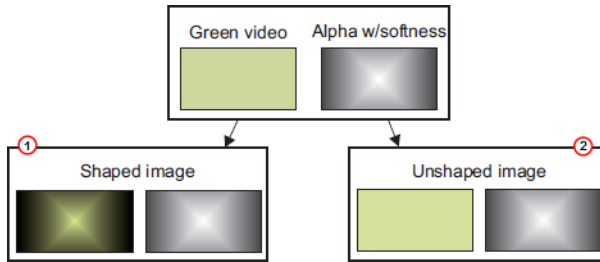 Green video Alpha w/softness
1
Shaped image
2
Unshaped image